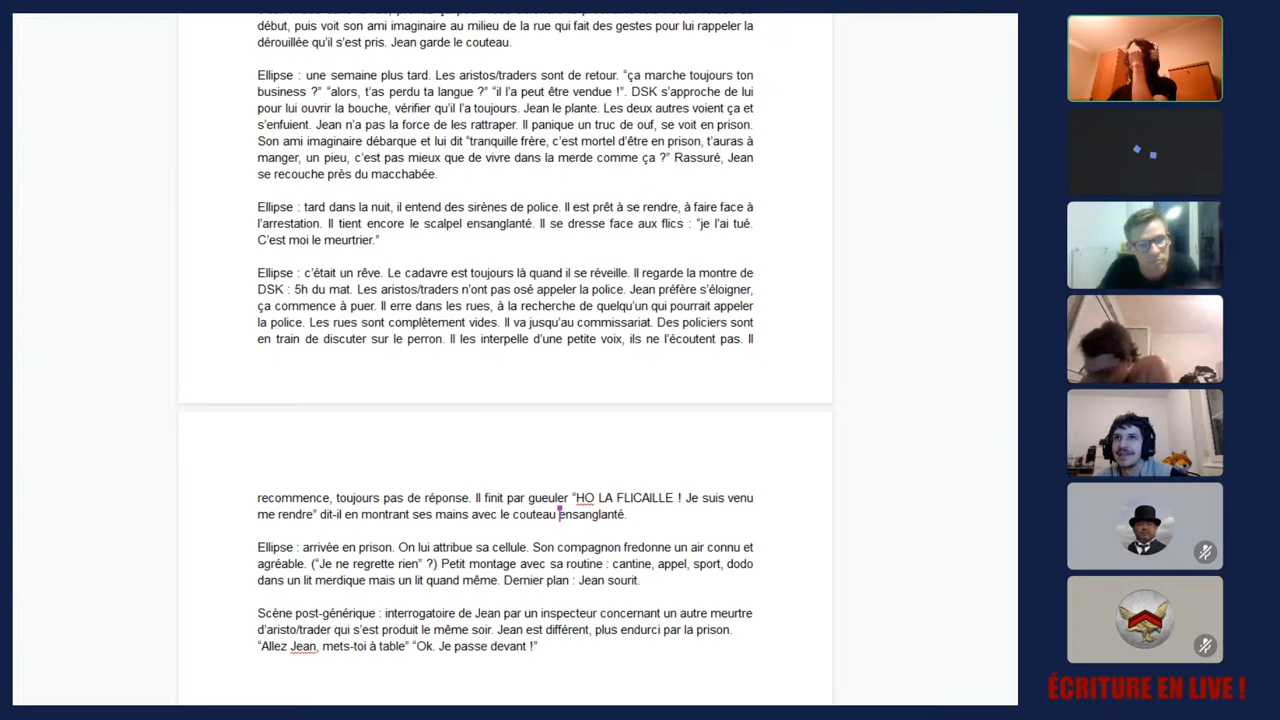 début, puis voit son ami imaginaire au milieu de la rue qui fait des gestes pour lui rappeler la
dérouillée qu’il s’est pris. Jean garde le couteau.
Ellipse : une semaine plus tard. Les aristos/traders sont de retour. “ça marche toujours ton
business ?” “alors, t’as perdu ta langue ?” “il l’a peut être vendue !”. DSK s’approche de lui
pour lui ouvrir la bouche, vérifier qu’il l’a toujours. Jean le plante. Les deux autres voient ça et
s’enfuient. Jean n’a pas la force de les rattraper. Il panique un truc de ouf, se voit en prison.
Son ami imaginaire débarque et lui dit “tranquille frère, c’est mortel d’être en prison, t’auras à
manger, un pieu, c’est pas mieux que de vivre dans la merde comme ça ?” Rassuré, Jean
se recouche près du macchabée.
Ellipse : tard dans la nuit, il entend des sirènes de police. Il est prêt à se rendre, à faire face à
l’arrestation. Il tient encore le scalpel ensanglanté. Il se dresse face aux flics : “je l’ai tué.
C’est moi le meurtrier.”
Ellipse : c’était un rêve. Le cadavre est toujours là quand il se réveille. Il regarde la montre de
DSK : 5h du mat. Les aristos/traders n’ont pas osé appeler la police. Jean préfère s’éloigner,
ça commence à puer. Il erre dans les rues, à la recherche de quelqu’un qui pourrait appeler
la police. Les rues sont complètement vides. Il va jusqu’au commissariat. Des policiers sont
en train de discuter sur le perron. Il les interpelle d’une petite voix, ils ne l’écoutent pas. Il
recommence, toujours pas de réponse. Il finit par gueuler “HO LA FLICAILLE ! Je suis venu
me rendre” dit-il en montrant ses mains avec le couteau ensanglanté.
Ellipse : arrivée en prison. On lui attribue sa cellule. Son compagnon fredonne un air connu et
agréable. (“Je ne regrette rien” ?) Petit montage avec sa routine : cantine, appel, sport, dodo
dans un lit merdique mais un lit quand même. Dernier plan : Jean sourit.
Scène post-générique : interrogatoire de Jean par un inspecteur concernant un autre meurtre
d’aristo/trader qui s’est produit le même soir. Jean est différent, plus endurci par la prison.
“Allez Jean, mets-toi à table” “Ok. Je passe devant !”
ÉCRITURE EN LIVE !